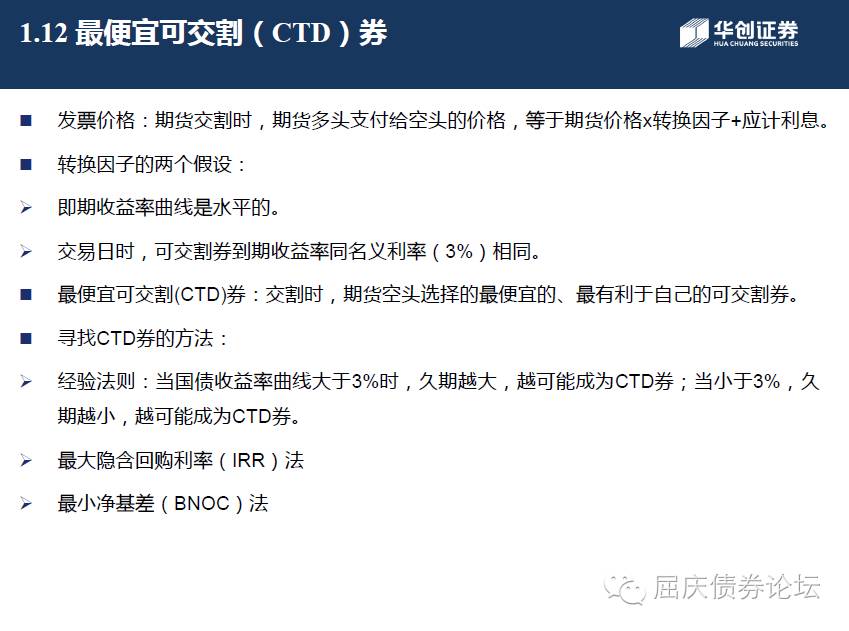 1.12 最便宜可交割（CTD）券
华创证券
HUA CHUANG SECURITIES
■ 发票价格：期货交割时，期货多头支付给空头的价格，等于期货价格x转换因子+应计利息。
■ 转换因子的两个假设：
➢ 即期收益率曲线是水平的。
➢ 交易日时，可交割券到期收益率同名义利率（3%）相同。
■ 最便宜可交割(CTD)券：交割时，期货空头选择的最便宜的、最有利于自己的可交割券。
■ 寻找CTD券的方法：
➢ 经验法则：当国债收益率曲线大于3%时，久期越大，越可能成为CTD券；当小于3%，久
期越小，越可能成为CTD券。
➢ 最大隐含回购利率（IRR）法
➢ 最小净基差（BNOC）法
屈庆债券论坛